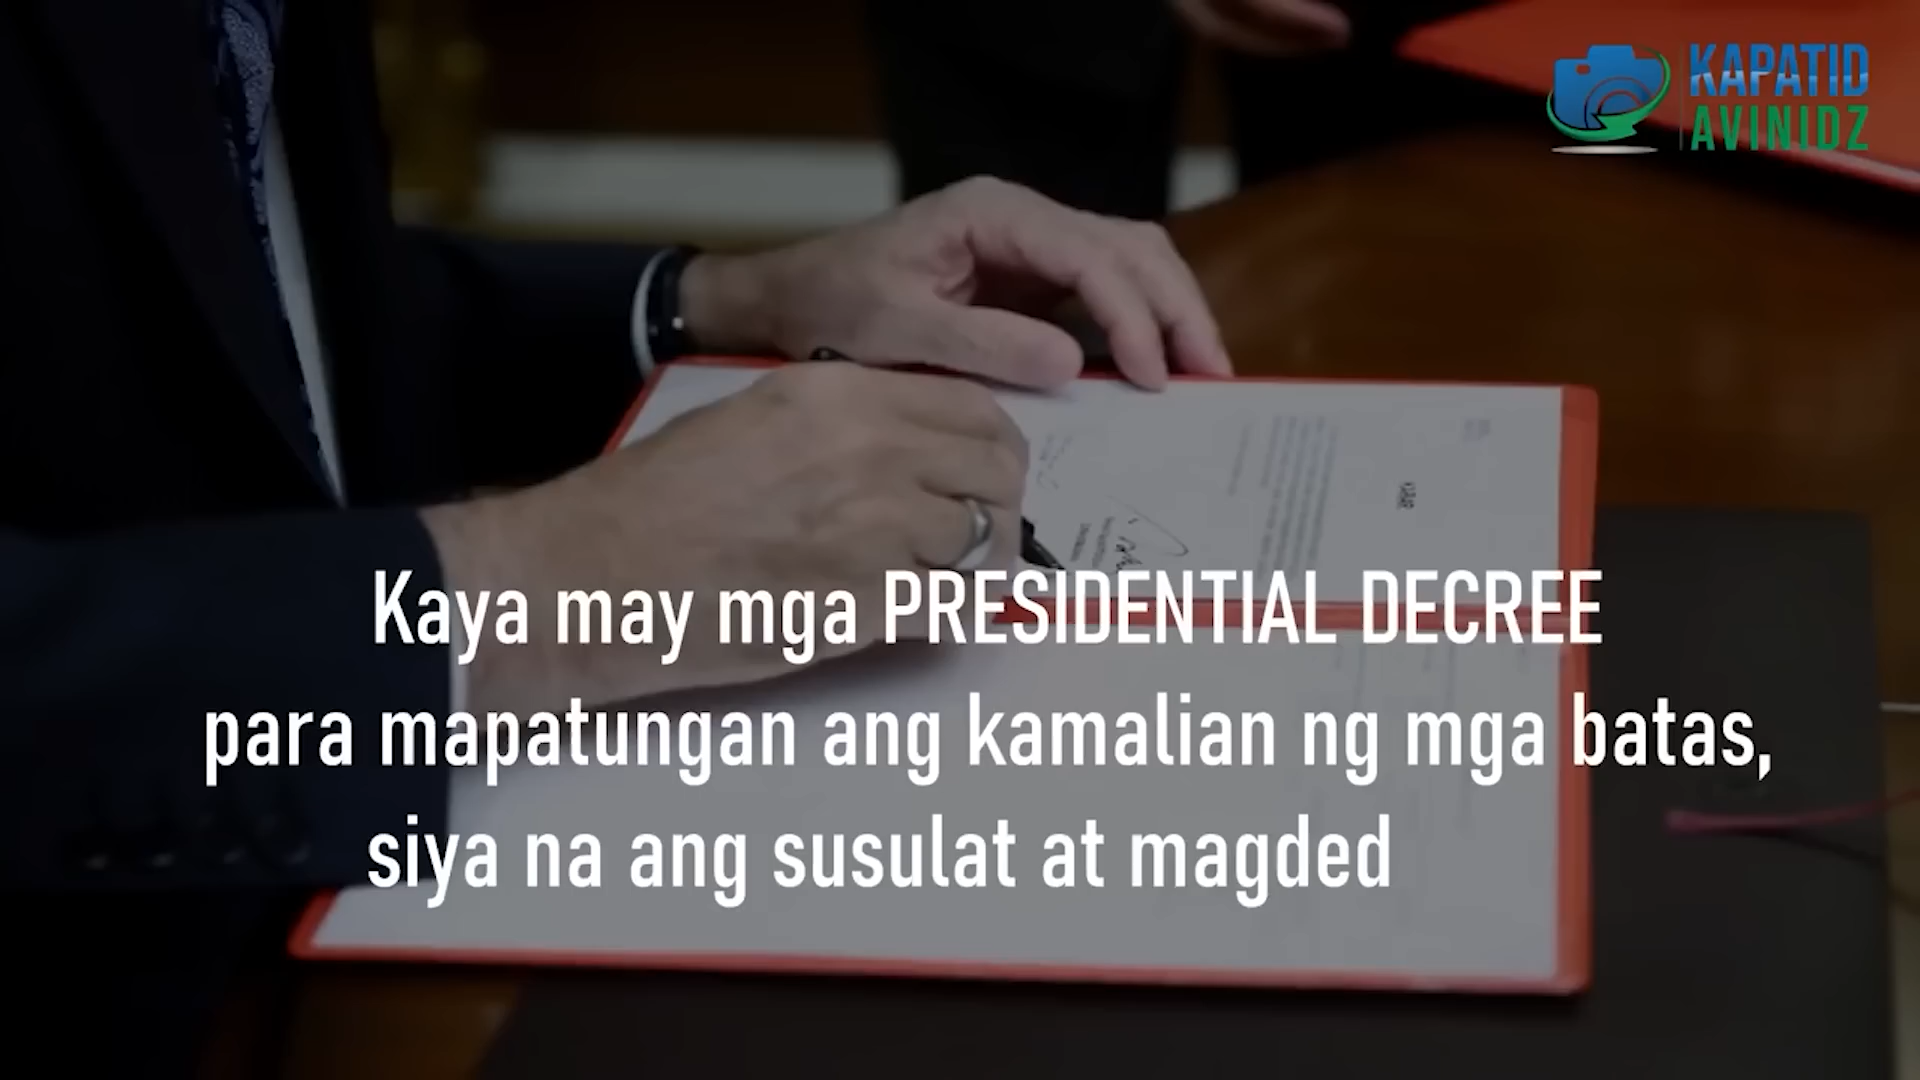 KAPATID
AVINIDZ
Kaya may mga PRESIDENTIAL DECREE
para mapatungan ang kamalian ng mga batas,
siya na ang susulat at magded